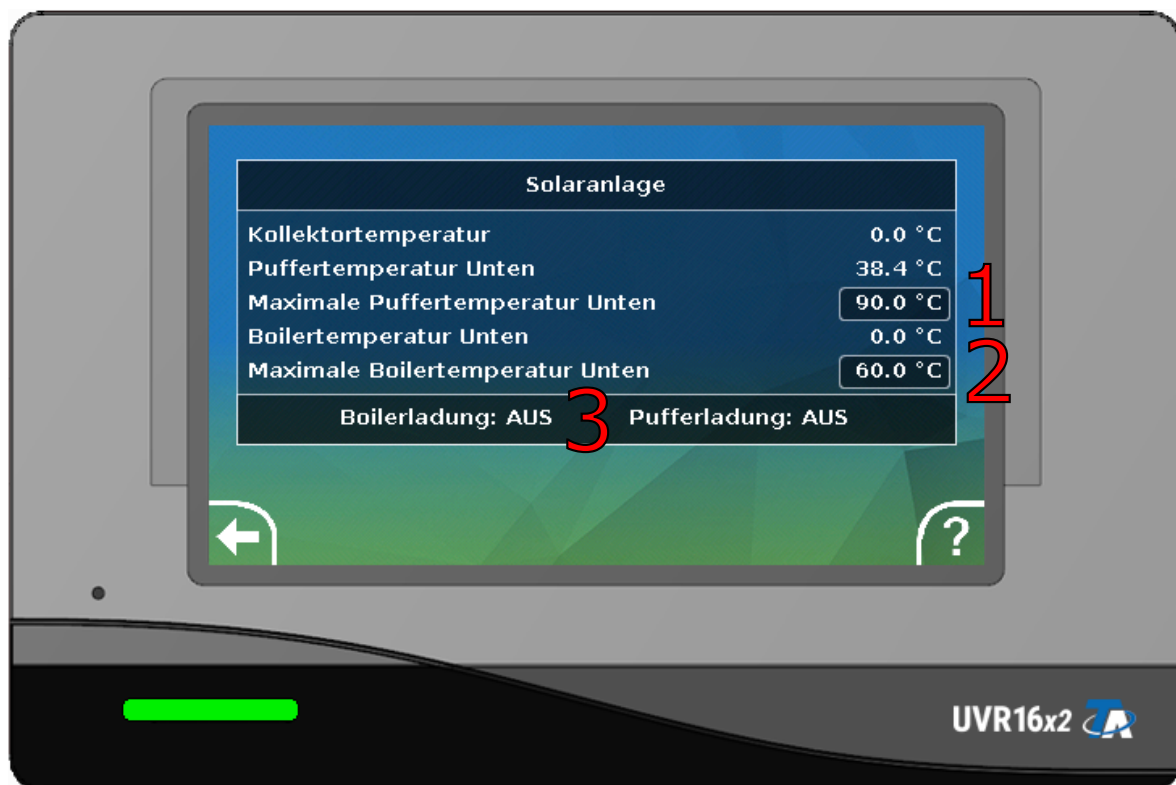 Solaranlage
Kollektortemperatur 0.0 °C
Puffertemperatur Unten 38.4 °C
Maximale Puffertemperatur Unten 90.0 °C 1
Boilertemperatur Unten 0.0 °C
Maximale Boilertemperatur Unten 60.0 °C 2
Boilerladung: AUS 3 Pufferladung: AUS
?
UVR16x2 TA